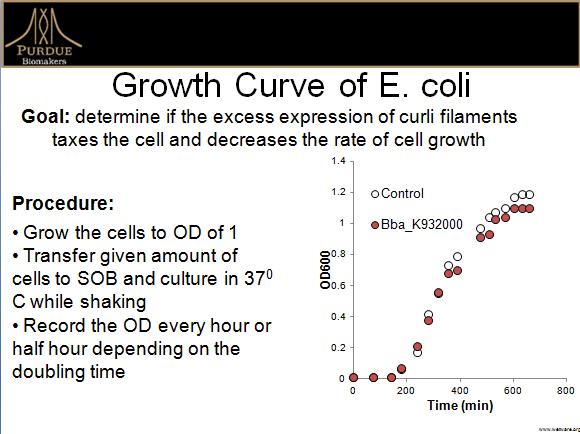 PURDUE
Biomakers
Growth Curve of E. coli
Goal: determine if the excess expression of curli filaments
taxes the cell and decreases the rate of cell growth
Procedure:
• Grow the cells to OD of 1
• Transfer given amount of
cells to SOB and culture in 37⁰
C while shaking
• Record the OD every hour or
half hour depending on the
doubling time
1.4
1.2
1
0.8
0.6
0.4
0.2
0
OD600
Control
Bba_K932000
0 200 400 600 800
Time (min)